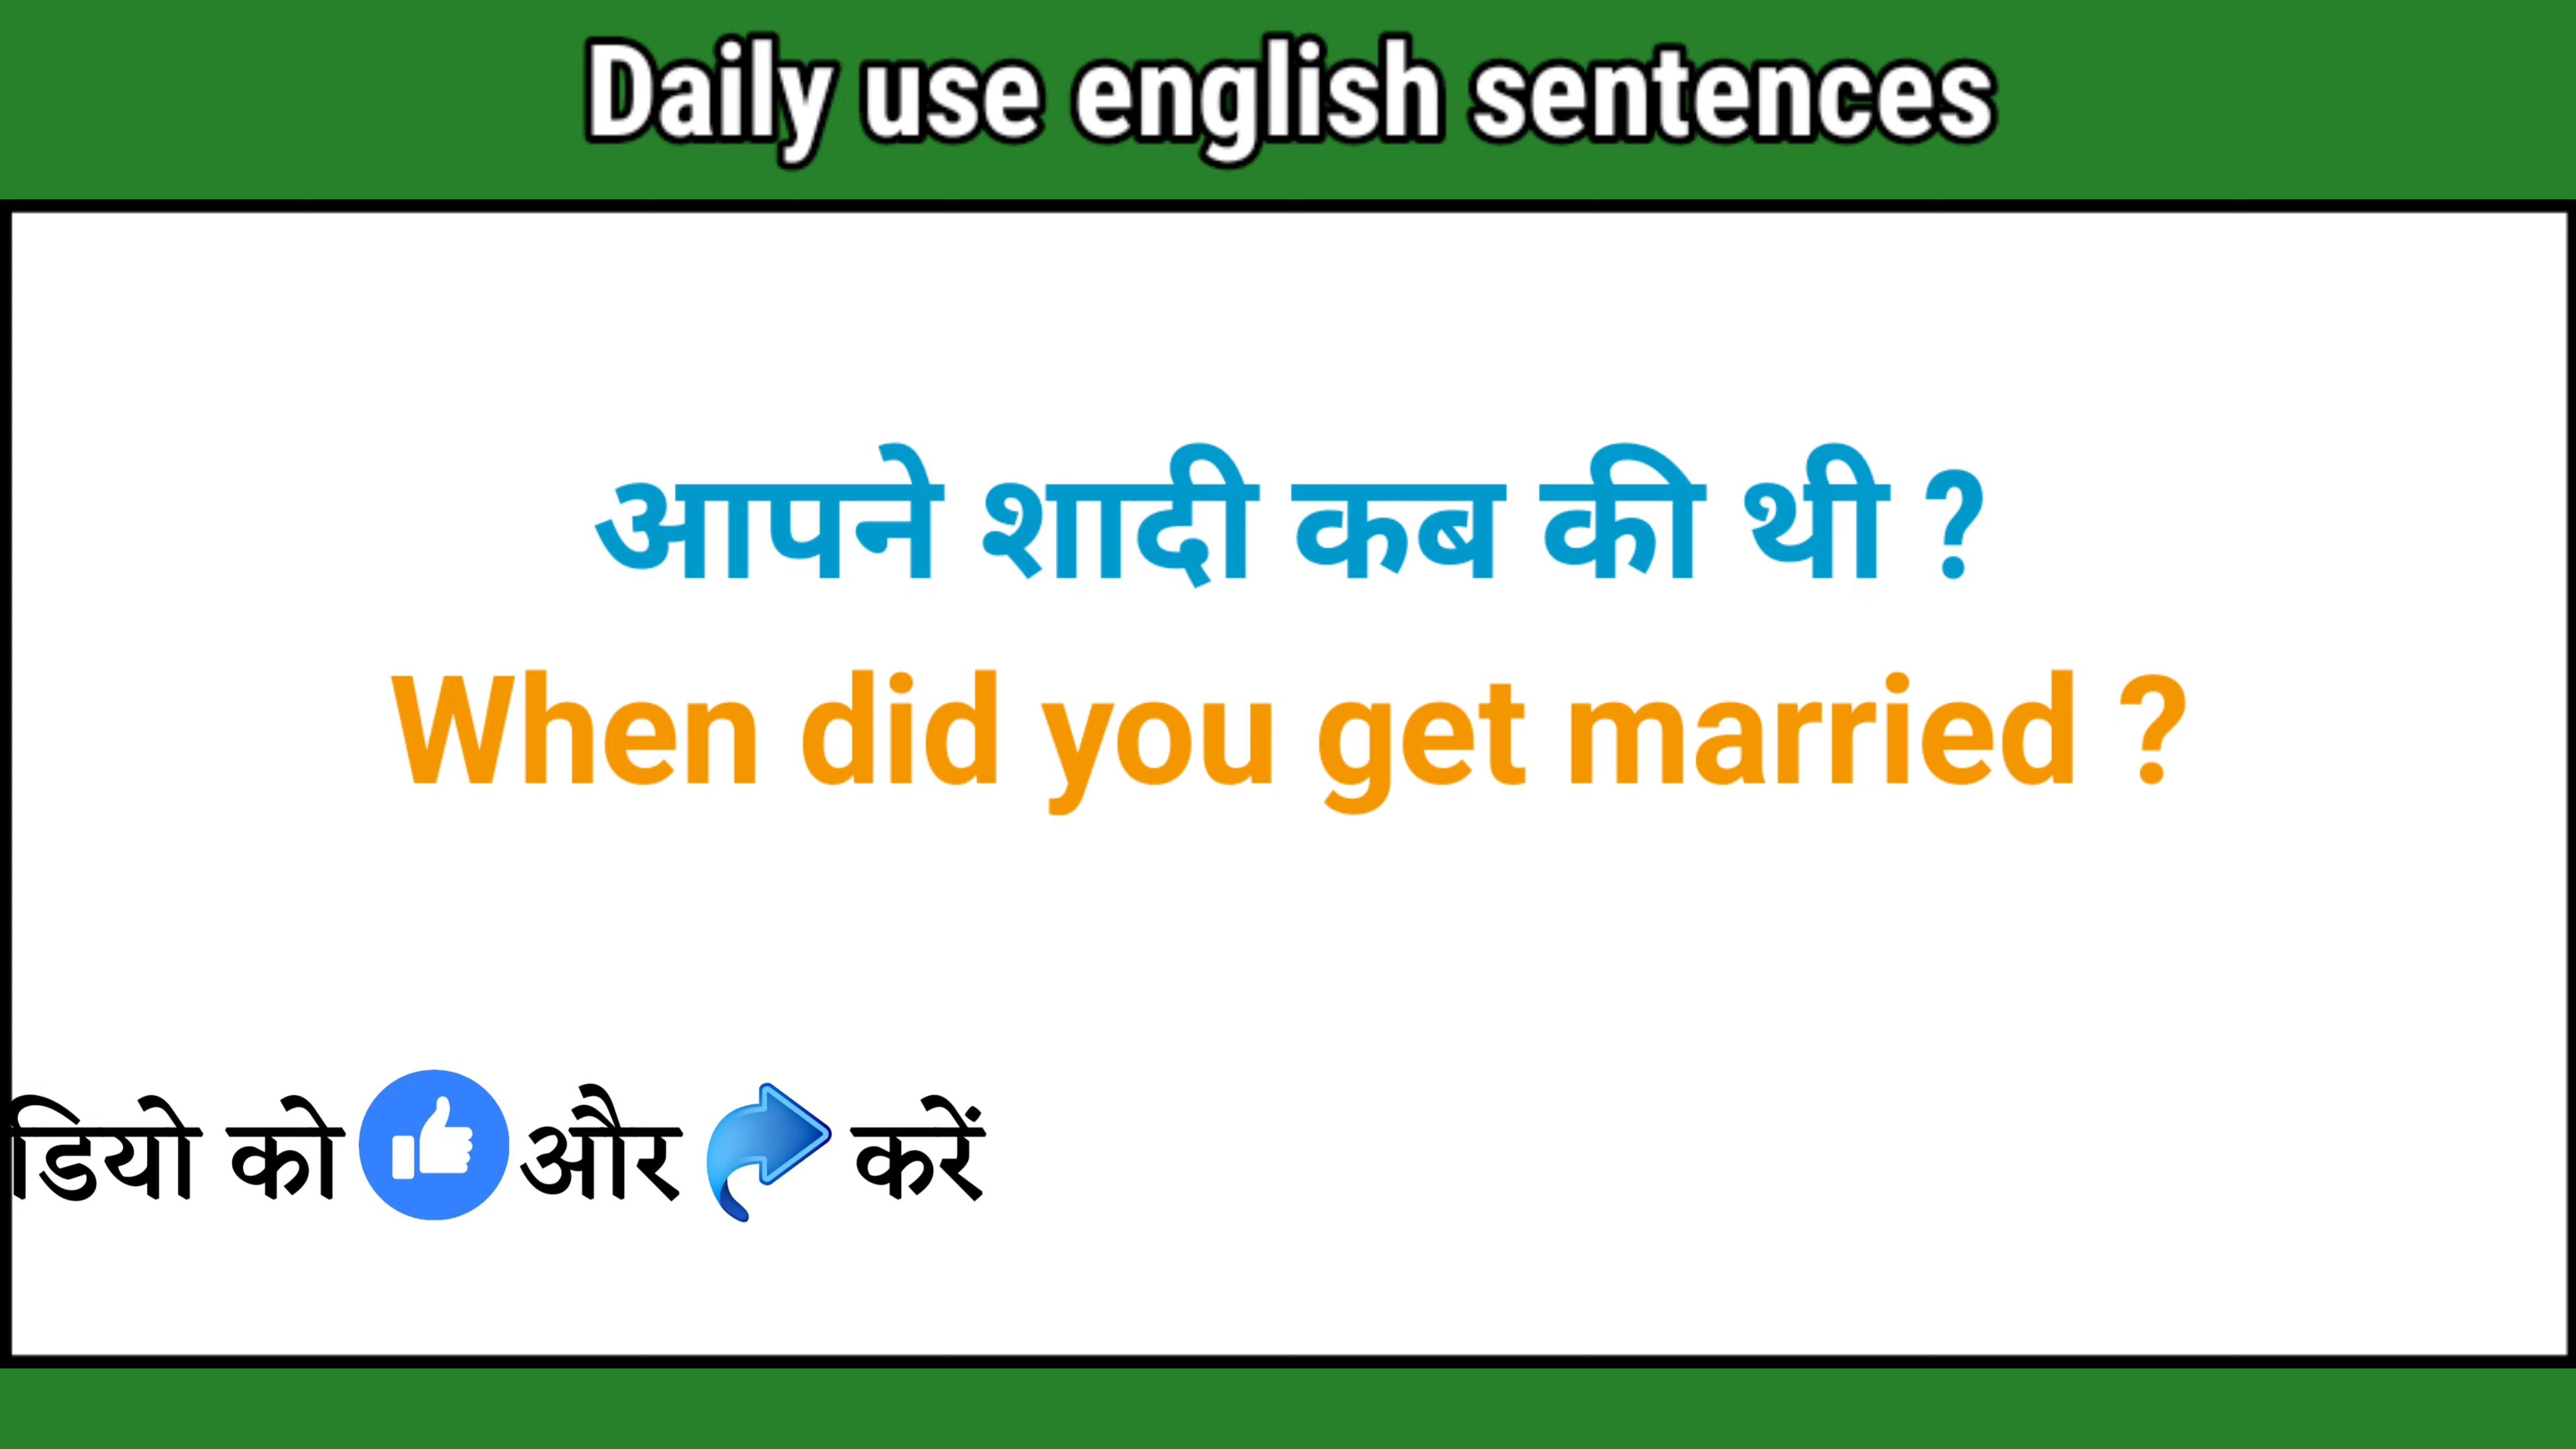 Daily use english sentences
आपने शादी कब की थी ?
When did you get married ?
डियो को और करें